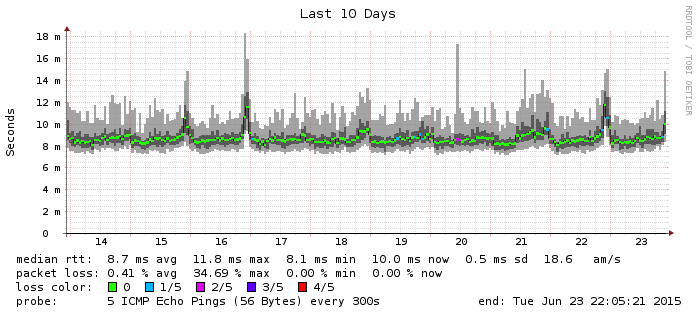 Last 10 Days
RRDTOOL / TOBI OETIKER
Seconds
18 m
16 m
14 m
12 m
10 m
8 m
6 m
4 m
2 m
0
14 15 16 17 18 19 20 21 22 23
median rtt: 8.7 ms avg 11.8 ms max 8.1 ms min 10.0 ms now 0.5 ms sd 18.6 am/s
packet loss: 0.41 % avg 34.69 % max 0.00 % min 0.00 % now
loss color: 0 1/5 2/5 3/5 4/5
probe: 5 ICMP Echo Pings (56 Bytes) every 300s end: Tue Jun 23 22:05:21 2015